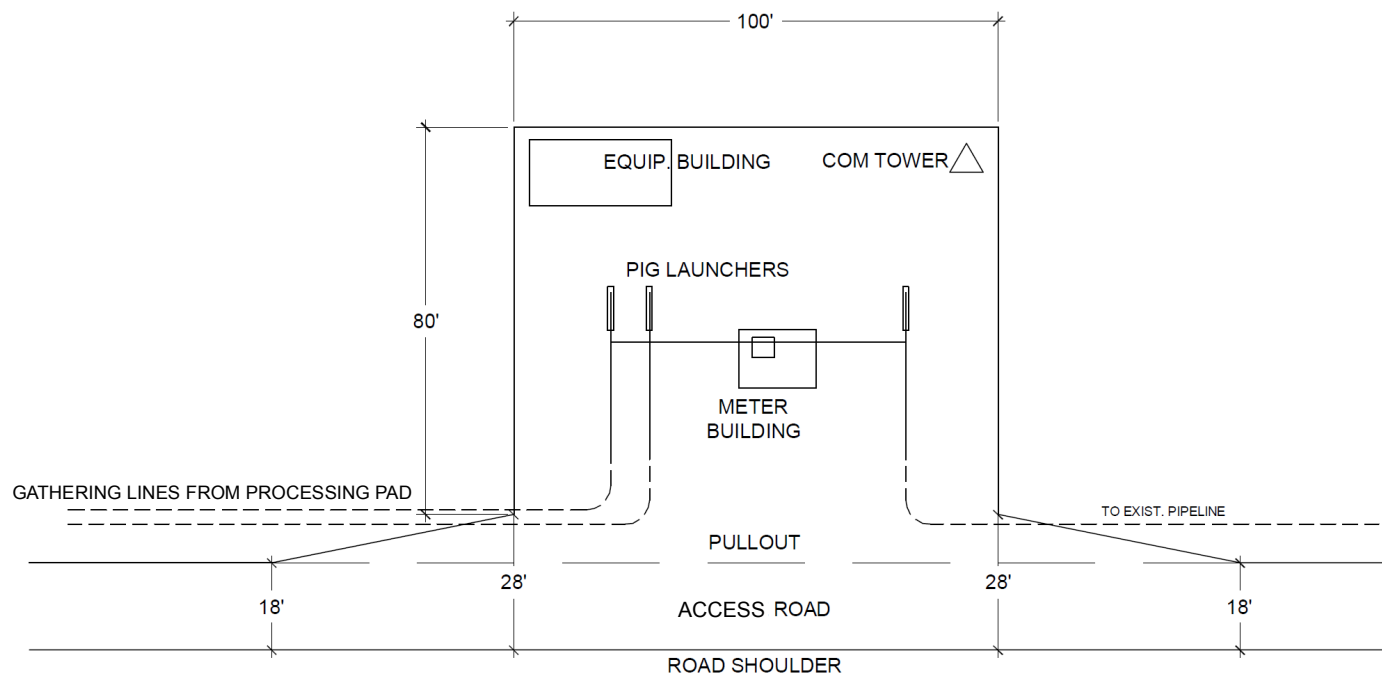 100'
EQUIP. BUILDING
COM TOWER
PIG LAUNCHERS
80'
METER
BUILDING
GATHERING LINES FROM PROCESSING PAD
TO EXIST. PIPELINE
PULLOUT
28'
28'
18'
ACCESS ROAD
18'
ROAD SHOULDER